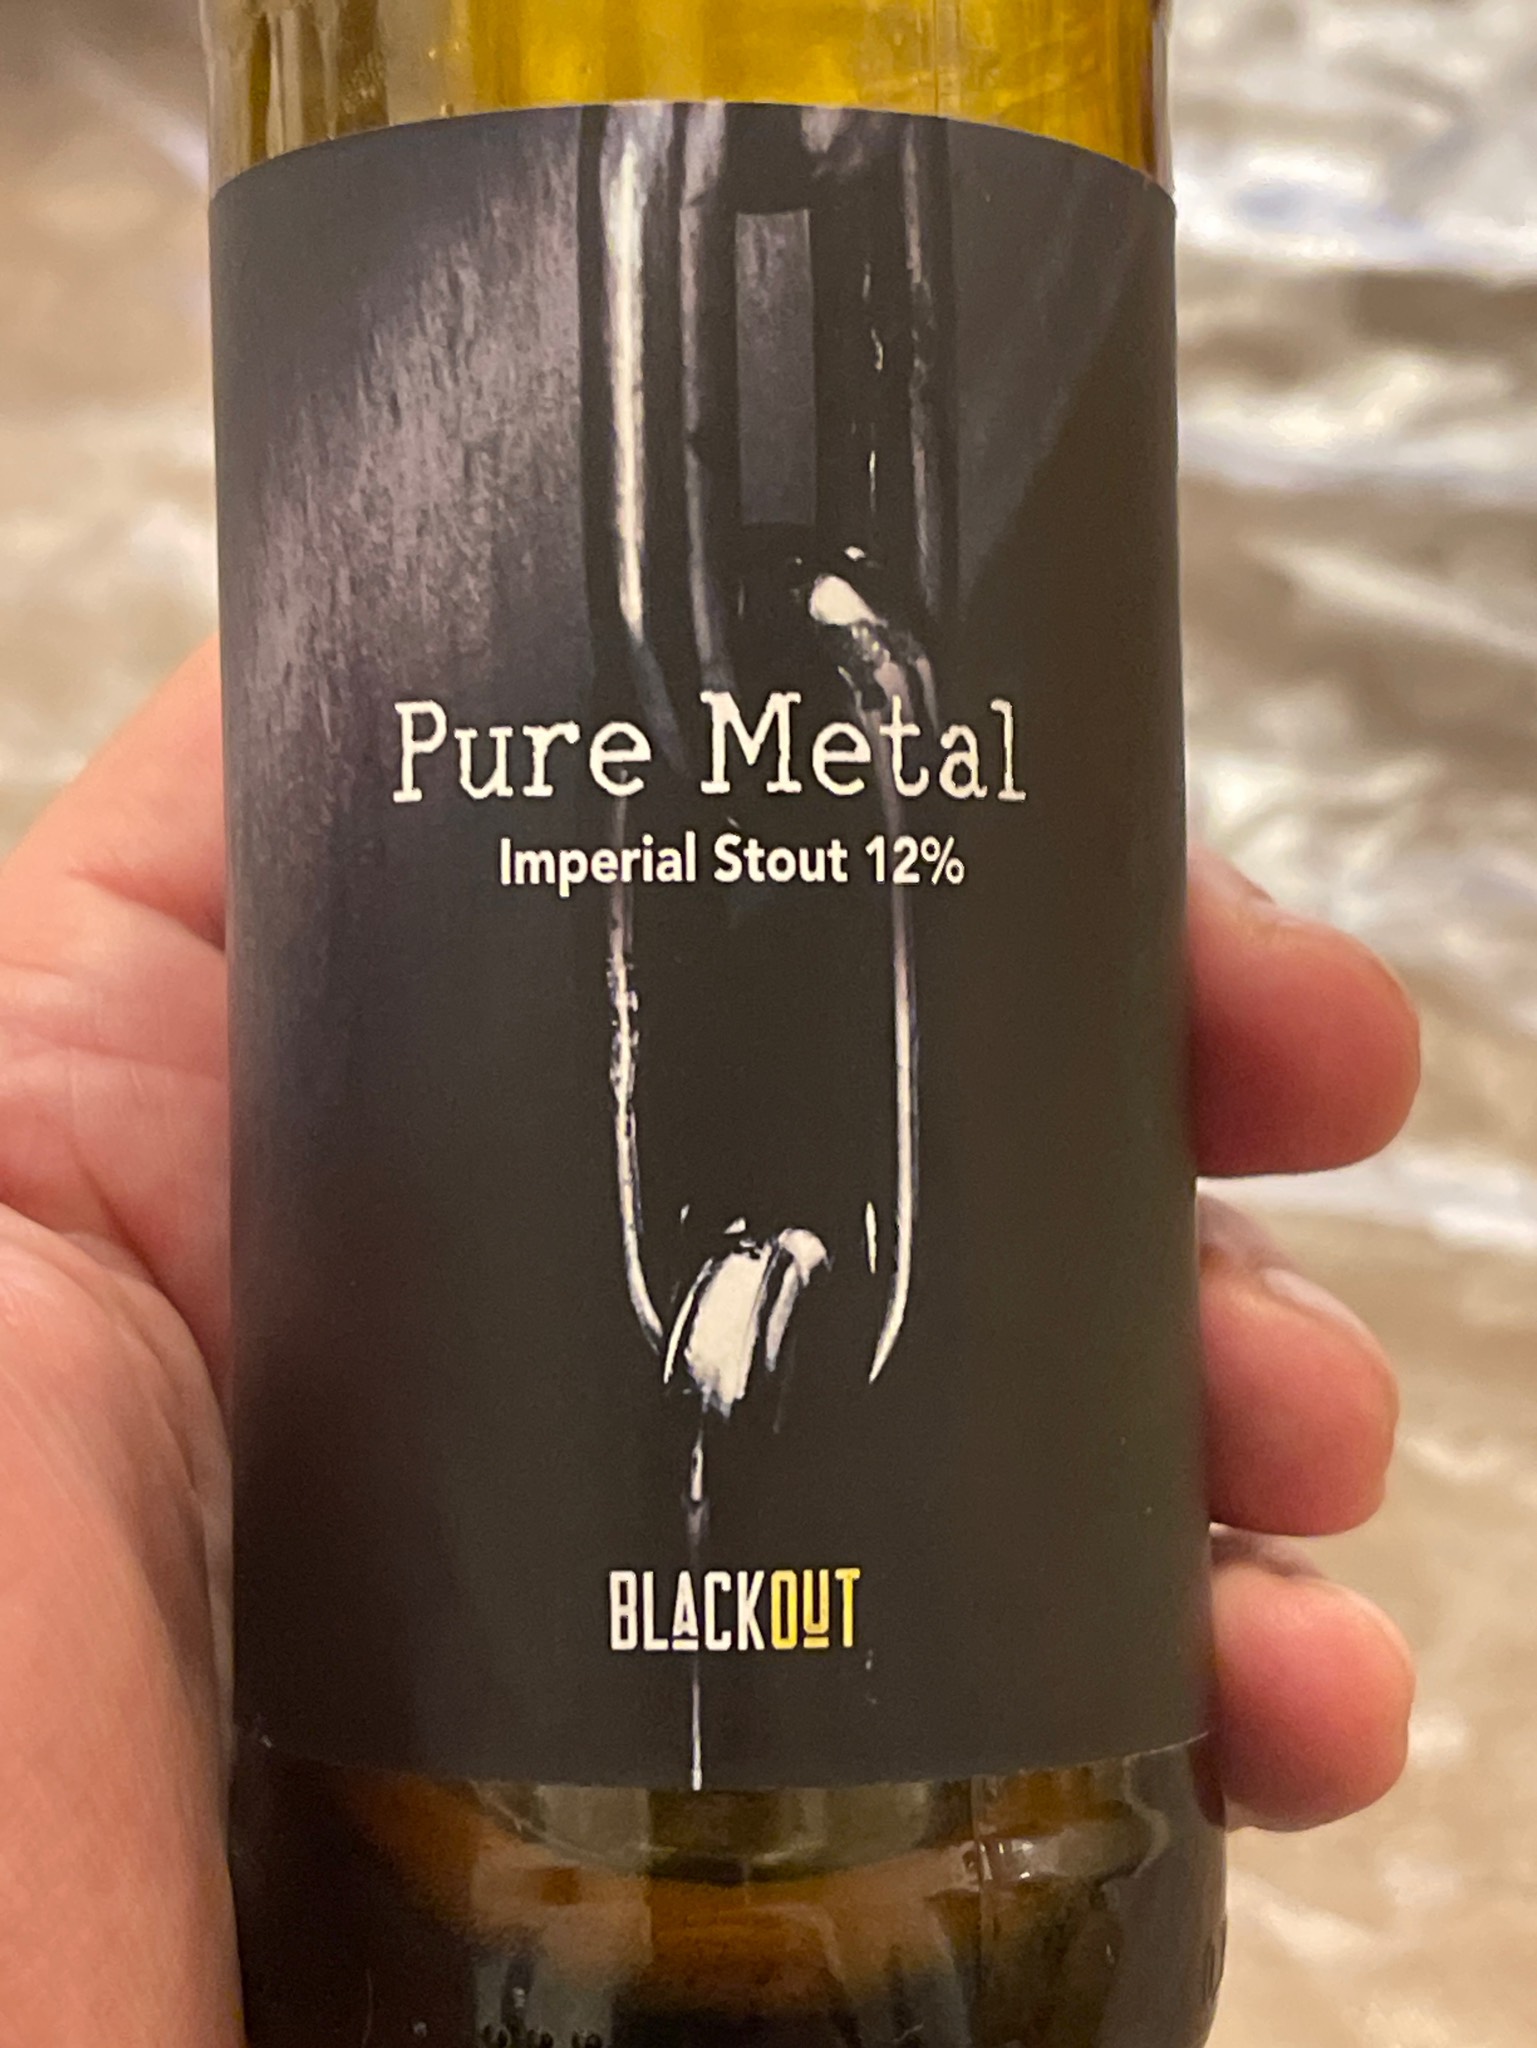 Pure Metal
Imperial Stout 12%
BLACKOUT